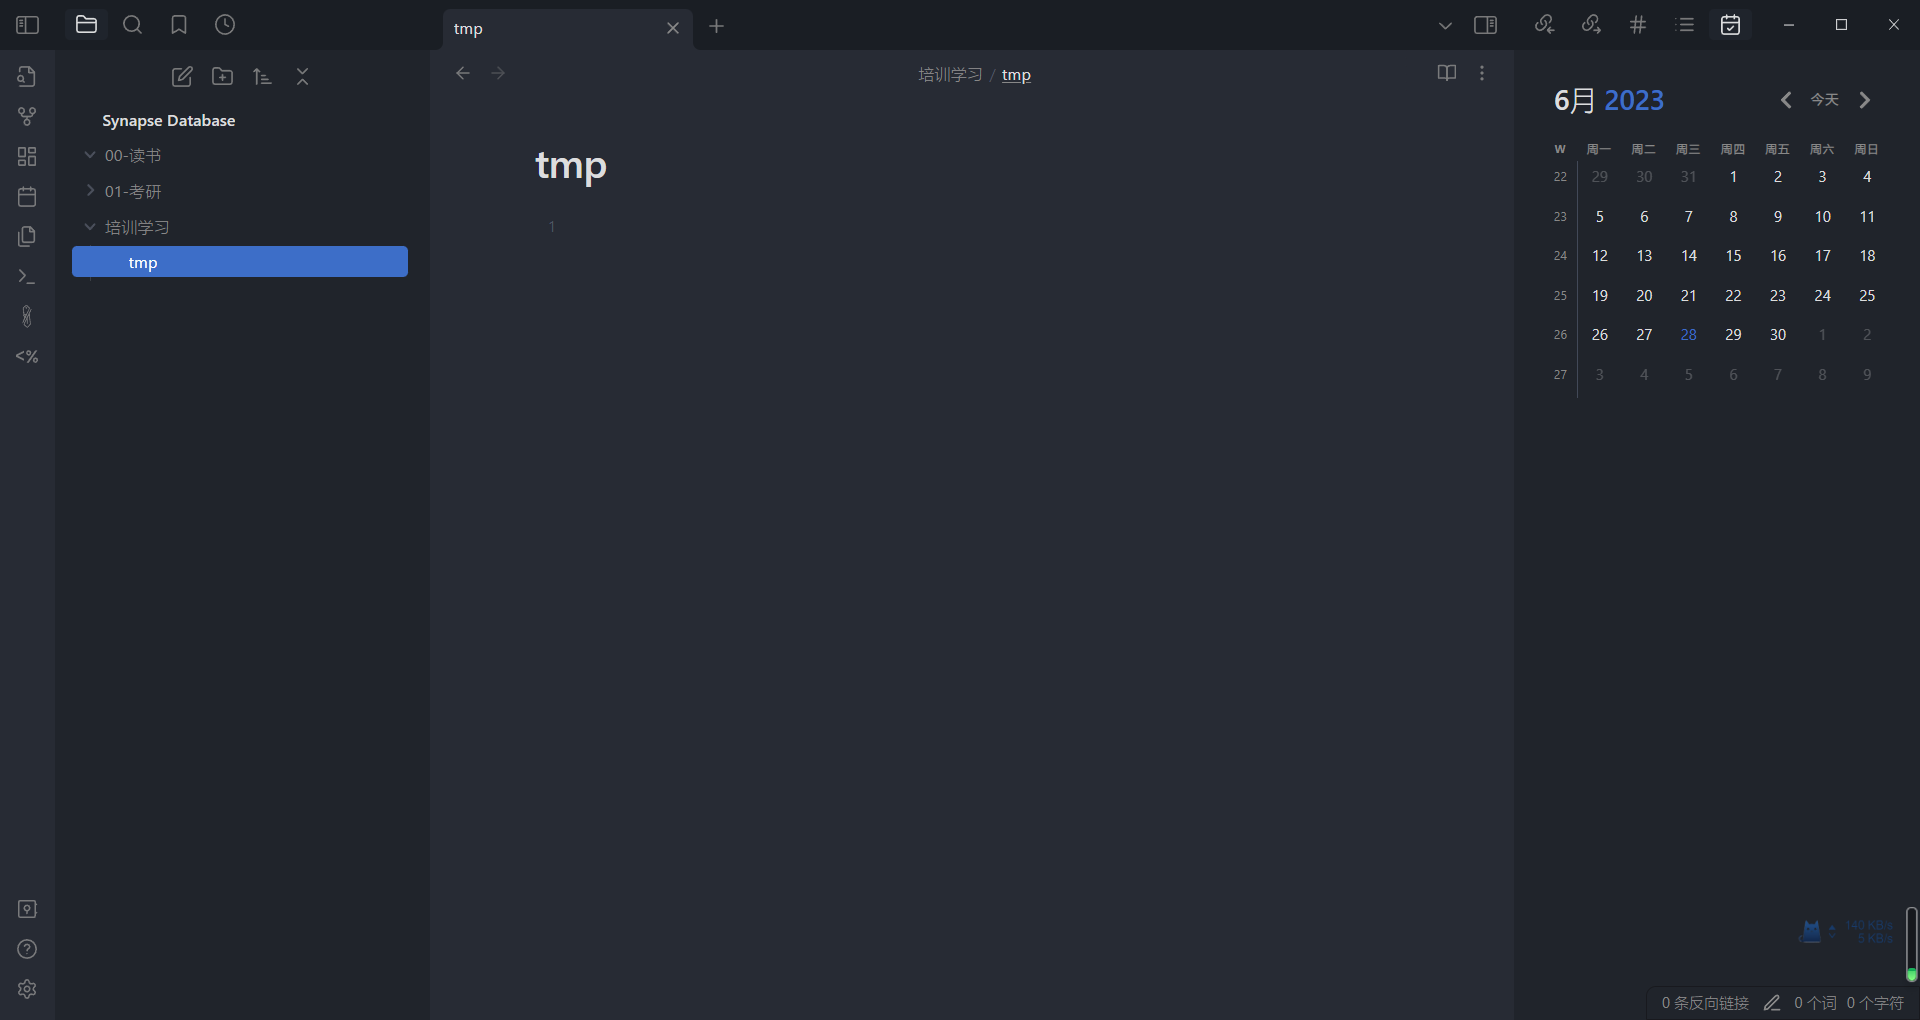 tmp
培训学习 / tmp
Synapse Database
00-读书
01-考研
培训学习
tmp
<%
tmp
1
6月 2023
今天
W 周一 周二 周三 周四 周五 周六 周日
22 29 30 31 1 2 3 4
23 5 6 7 8 9 10 11
24 12 13 14 15 16 17 18
25 19 20 21 22 23 24 25
26 26 27 28 29 30 1 2
27 3 4 5 6 7 8 9
140 KB/s
5 KB/s
0 条反向链接 0 个词 0 个字符